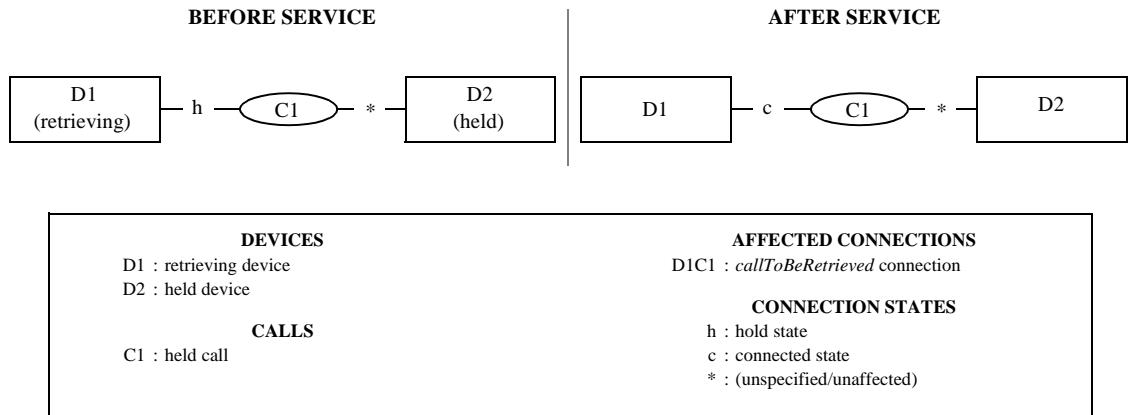 BEFORE SERVICE
AFTER SERVICE
D1
(retrieving)
h
C1
*
D2
(held)
D1
c
C1
*
D2
DEVICES
D1 : retrieving device
D2 : held device
CALLS
C1 : held call
AFFECTED CONNECTIONS
D1C1 : callToBeRetrieved connection
CONNECTION STATES
h : hold state
c : connected state
* : (unspecified/unaffected)